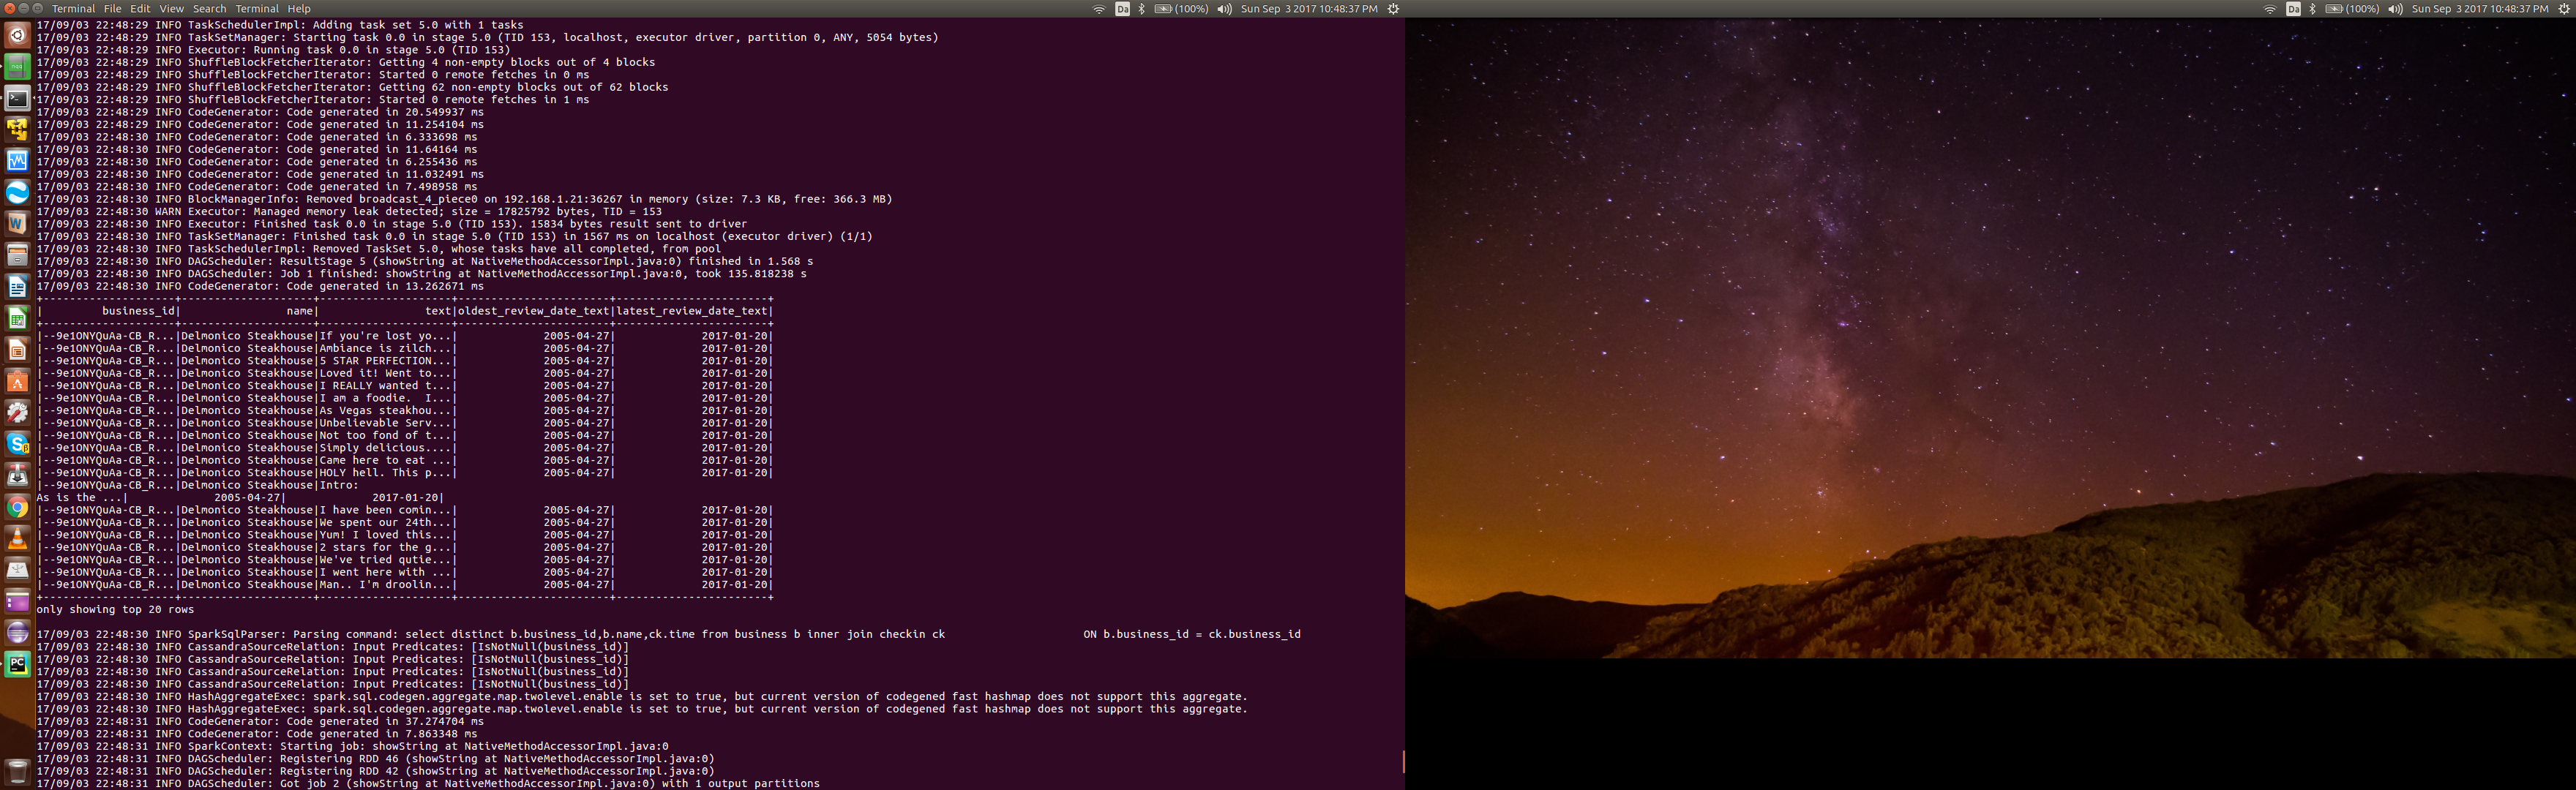 Terminal File Edit View Search Terminal Help Da (100%) Sun Sep 3 2017 10:48:37 PM Da (100%) Sun Sep 3 2017 10:48:37 PM
17/09/03 22:48:29 INFO TaskSchedulerImpl: Adding task set 5.0 with 1 tasks
17/09/03 22:48:29 INFO TaskSetManager: Starting task 0.0 in stage 5.0 (TID 153, localhost, executor driver, partition 0, ANY, 5054 bytes)
17/09/03 22:48:29 INFO Executor: Running task 0.0 in stage 5.0 (TID 153)
17/09/03 22:48:29 INFO ShuffleBlockFetcherIterator: Getting 4 non-empty blocks out of 4 blocks
17/09/03 22:48:29 INFO ShuffleBlockFetcherIterator: Started 0 remote fetches in 0 ms
17/09/03 22:48:29 INFO ShuffleBlockFetcherIterator: Getting 62 non-empty blocks out of 62 blocks
17/09/03 22:48:29 INFO ShuffleBlockFetcherIterator: Started 0 remote fetches in 1 ms
17/09/03 22:48:29 INFO CodeGenerator: Code generated in 20.549937 ms
17/09/03 22:48:29 INFO CodeGenerator: Code generated in 11.254104 ms
17/09/03 22:48:30 INFO CodeGenerator: Code generated in 6.333698 ms
17/09/03 22:48:30 INFO CodeGenerator: Code generated in 11.64164 ms
17/09/03 22:48:30 INFO CodeGenerator: Code generated in 6.255436 ms
17/09/03 22:48:30 INFO CodeGenerator: Code generated in 11.032491 ms
17/09/03 22:48:30 INFO CodeGenerator: Code generated in 7.498958 ms
17/09/03 22:48:30 INFO BlockManagerInfo: Removed broadcast_4_piece0 on 192.168.1.21:36267 in memory (size: 7.3 KB, free: 366.3 MB)
17/09/03 22:48:30 WARN Executor: Managed memory leak detected; size = 17825792 bytes, TID = 153
17/09/03 22:48:30 INFO Executor: Finished task 0.0 in stage 5.0 (TID 153). 15834 bytes result sent to driver
17/09/03 22:48:30 INFO TaskSetManager: Finished task 0.0 in stage 5.0 (TID 153) in 1567 ms on localhost (executor driver) (1/1)
17/09/03 22:48:30 INFO TaskSchedulerImpl: Removed TaskSet 5.0, whose tasks have all completed, from pool
17/09/03 22:48:30 INFO DAGScheduler: ResultStage 5 (showString at NativeMethodAccessorImpl.java:0) finished in 1.568 s
17/09/03 22:48:30 INFO DAGScheduler: Job 1 finished: showString at NativeMethodAccessorImpl.java:0, took 135.818238 s
17/09/03 22:48:30 INFO CodeGenerator: Code generated in 13.262671 ms
+--------------------+--------------------+--------------------+-----------------------+-----------------------+
|         business_id|                name|                text|oldest_review_date_text|latest_review_date_text|
+--------------------+--------------------+--------------------+-----------------------+-----------------------+
|--9e1ONYQuAa-CB_R...|Delmonico Steakhouse|If you're lost yo...|             2005-04-27|             2017-01-20|
|--9e1ONYQuAa-CB_R...|Delmonico Steakhouse|Ambiance is zilch...|             2005-04-27|             2017-01-20|
|--9e1ONYQuAa-CB_R...|Delmonico Steakhouse|5 STAR PERFECTION...|             2005-04-27|             2017-01-20|
|--9e1ONYQuAa-CB_R...|Delmonico Steakhouse|Loved it! Went to...|             2005-04-27|             2017-01-20|
|--9e1ONYQuAa-CB_R...|Delmonico Steakhouse|I REALLY wanted t...|             2005-04-27|             2017-01-20|
|--9e1ONYQuAa-CB_R...|Delmonico Steakhouse|I am a foodie.  I...|             2005-04-27|             2017-01-20|
|--9e1ONYQuAa-CB_R...|Delmonico Steakhouse|As Vegas steakhou...|             2005-04-27|             2017-01-20|
|--9e1ONYQuAa-CB_R...|Delmonico Steakhouse|Unbelievable Serv...|             2005-04-27|             2017-01-20|
|--9e1ONYQuAa-CB_R...|Delmonico Steakhouse|Not too fond of t...|             2005-04-27|             2017-01-20|
|--9e1ONYQuAa-CB_R...|Delmonico Steakhouse|Simply delicious....|             2005-04-27|             2017-01-20|
|--9e1ONYQuAa-CB_R...|Delmonico Steakhouse|Came here to eat ...|             2005-04-27|             2017-01-20|
|--9e1ONYQuAa-CB_R...|Delmonico Steakhouse|HOLY hell. This p...|             2005-04-27|             2017-01-20|
|--9e1ONYQuAa-CB_R...|Delmonico Steakhouse|Intro:
As is the ...|             2005-04-27|             2017-01-20|
|--9e1ONYQuAa-CB_R...|Delmonico Steakhouse|I have been comin...|             2005-04-27|             2017-01-20|
|--9e1ONYQuAa-CB_R...|Delmonico Steakhouse|We spent our 24th...|             2005-04-27|             2017-01-20|
|--9e1ONYQuAa-CB_R...|Delmonico Steakhouse|Yum! I loved this...|             2005-04-27|             2017-01-20|
|--9e1ONYQuAa-CB_R...|Delmonico Steakhouse|2 stars for the g...|             2005-04-27|             2017-01-20|
|--9e1ONYQuAa-CB_R...|Delmonico Steakhouse|We've tried qutie...|             2005-04-27|             2017-01-20|
|--9e1ONYQuAa-CB_R...|Delmonico Steakhouse|I went here with ...|             2005-04-27|             2017-01-20|
|--9e1ONYQuAa-CB_R...|Delmonico Steakhouse|Man.. I'm droolin...|             2005-04-27|             2017-01-20|
+--------------------+--------------------+--------------------+-----------------------+-----------------------+
only showing top 20 rows
17/09/03 22:48:30 INFO SparkSqlParser: Parsing command: select distinct b.business_id,b.name,ck.time from business b inner join checkin ck                     ON b.business_id = ck.business_id
17/09/03 22:48:30 INFO CassandraSourceRelation: Input Predicates: [IsNotNull(business_id)]
17/09/03 22:48:30 INFO CassandraSourceRelation: Input Predicates: [IsNotNull(business_id)]
17/09/03 22:48:30 INFO CassandraSourceRelation: Input Predicates: [IsNotNull(business_id)]
17/09/03 22:48:30 INFO CassandraSourceRelation: Input Predicates: [IsNotNull(business_id)]
17/09/03 22:48:30 INFO HashAggregateExec: spark.sql.codegen.aggregate.map.twolevel.enable is set to true, but current version of codegened fast hashmap does not support this aggregate.
17/09/03 22:48:30 INFO HashAggregateExec: spark.sql.codegen.aggregate.map.twolevel.enable is set to true, but current version of codegened fast hashmap does not support this aggregate.
17/09/03 22:48:31 INFO CodeGenerator: Code generated in 37.274704 ms
17/09/03 22:48:31 INFO CodeGenerator: Code generated in 7.863348 ms
17/09/03 22:48:31 INFO SparkContext: Starting job: showString at NativeMethodAccessorImpl.java:0
17/09/03 22:48:31 INFO DAGScheduler: Registering RDD 46 (showString at NativeMethodAccessorImpl.java:0)
17/09/03 22:48:31 INFO DAGScheduler: Registering RDD 42 (showString at NativeMethodAccessorImpl.java:0)
17/09/03 22:48:31 INFO DAGScheduler: Got job 2 (showString at NativeMethodAccessorImpl.java:0) with 1 output partitions